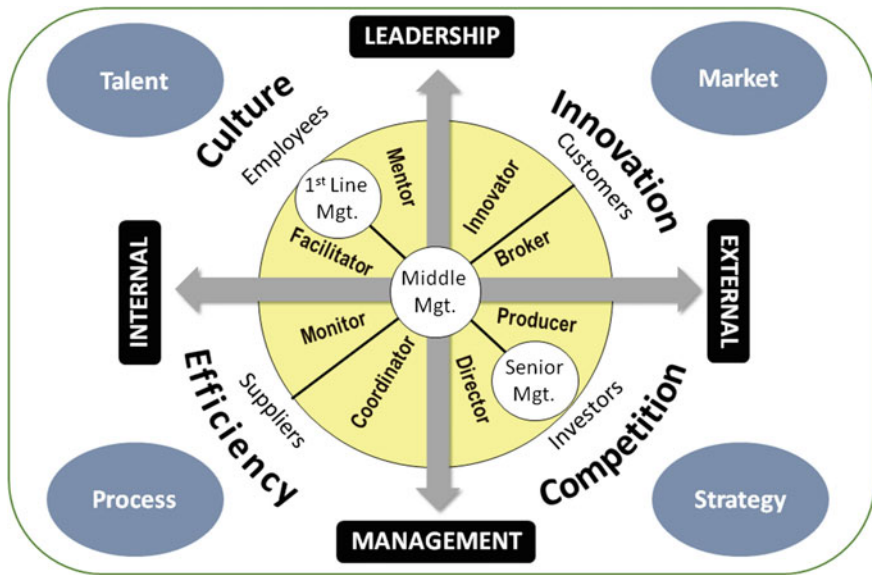 LEADERSHIP
Talent
Market
Culture
Employees
Innovation
Customers
Mentor
Innovator
1st Line
Mgt.
Facilitator
Broker
INTERNAL
Middle
Mgt.
EXTERNAL
Monitor
Producer
Coordinator
Director
Senior
Mgt.
Suppliers
Efficiency
Investors
Competition
Process
Strategy
MANAGEMENT